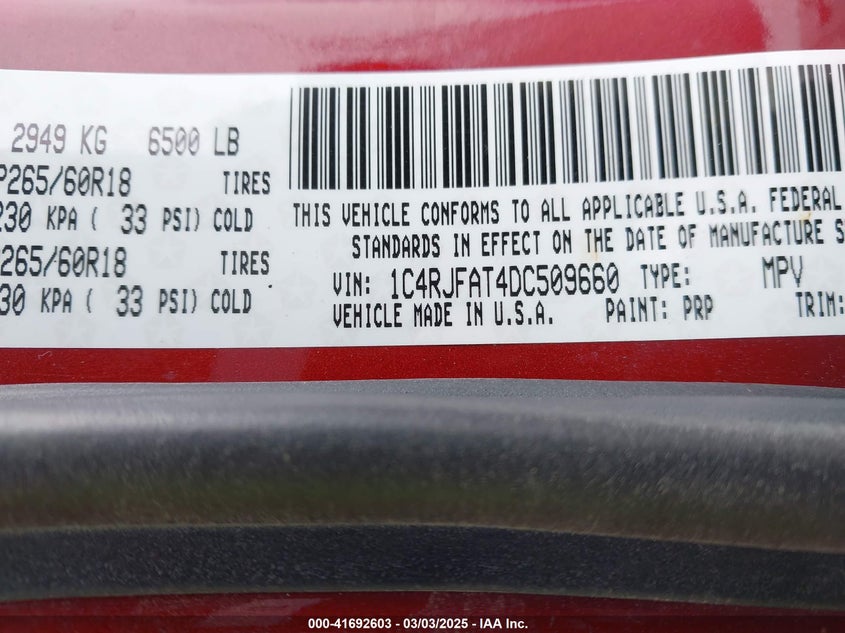 2949 KG 6500 LB
P265/60R18 TIRES
230 KPA ( 33 PSI) COLD
265/60R18 TIRES
30 KPA ( 33 PSI) COLD
THIS VEHICLE CONFORMS TO ALL APPLICABLE U.S.A. FEDERAL
STANDARDS IN EFFECT ON THE DATE OF MANUFACTURE S
VIN: 1C4RJFAT4DC509660 TYPE: MPV
VEHICLE MADE IN U.S.A. PAINT: PRP TRIM:
000-41692603 - 03/03/2025 - IAA Inc.